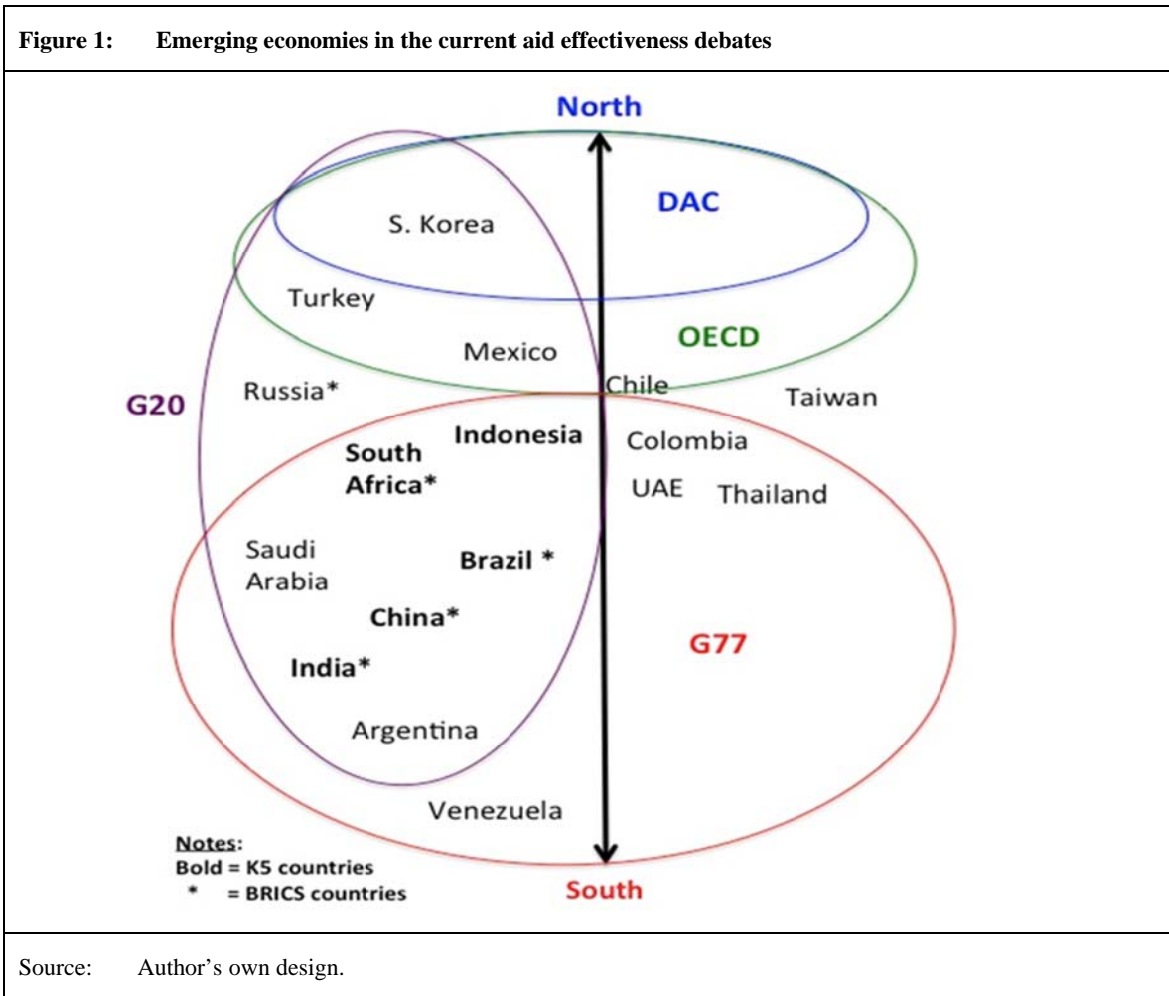 Figure 1: Emerging economies in the current aid effectiveness debates
North
DAC
S. Korea
Turkey
OECD
Mexico
Chile
Russia*
Taiwan
G20
Indonesia
Colombia
South
Africa*
UAE
Thailand
Saudi
Arabia
Brazil *
China*
G77
India*
Argentina
Venezuela
Notes:
Bold = K5 countries
* = BRICS countries
South
Source: Author's own design.